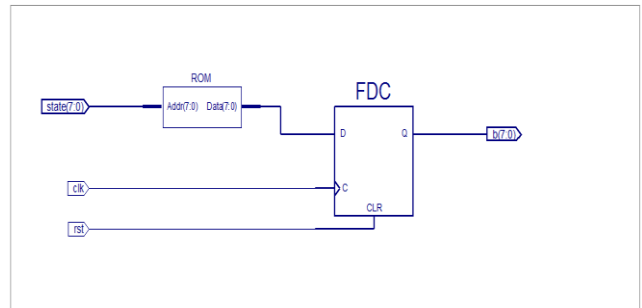 ROM
FDC
state(7:0)
Addr(7:0) Data(7:0)
D Q
b(7:0)
clk
C
CLR
rst